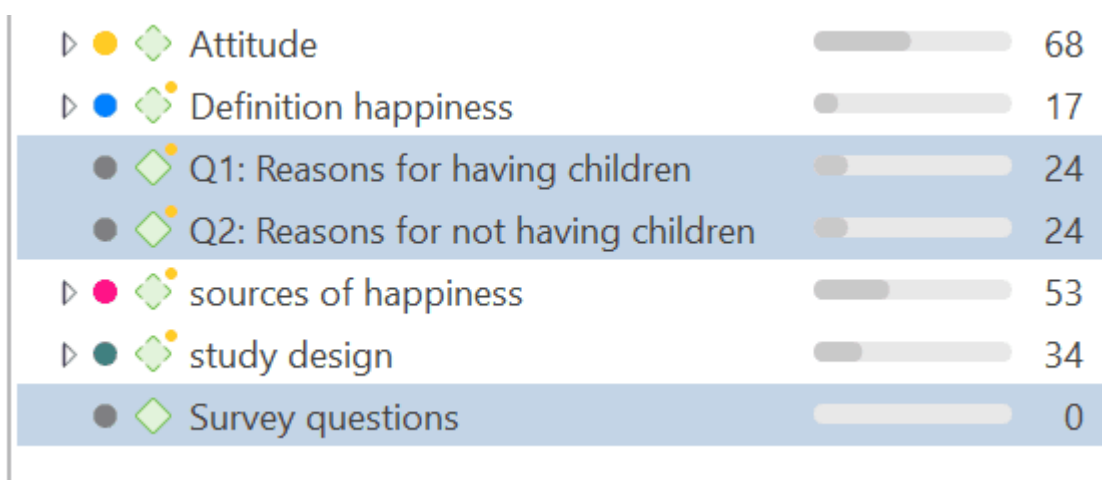 Attitude 68
Definition happiness 17
Q1: Reasons for having children 24
Q2: Reasons for not having children 24
sources of happiness 53
study design 34
Survey questions 0